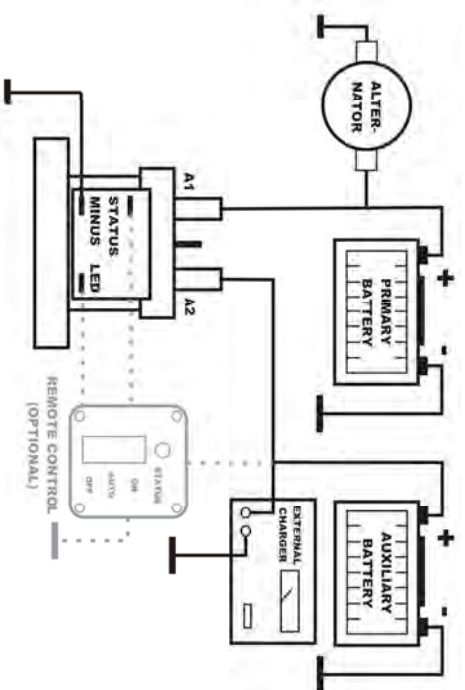 ALTER-
NATOR
A1
A2
STATUS
MINUS LED
+ -
PRIMARY
BATTERY
+ -
AUXILIARY
BATTERY
EXTERNAL
CHARGER
STATUS
ON
AUTO
OFF
REMOTE CONTROL
(OPTIONAL)